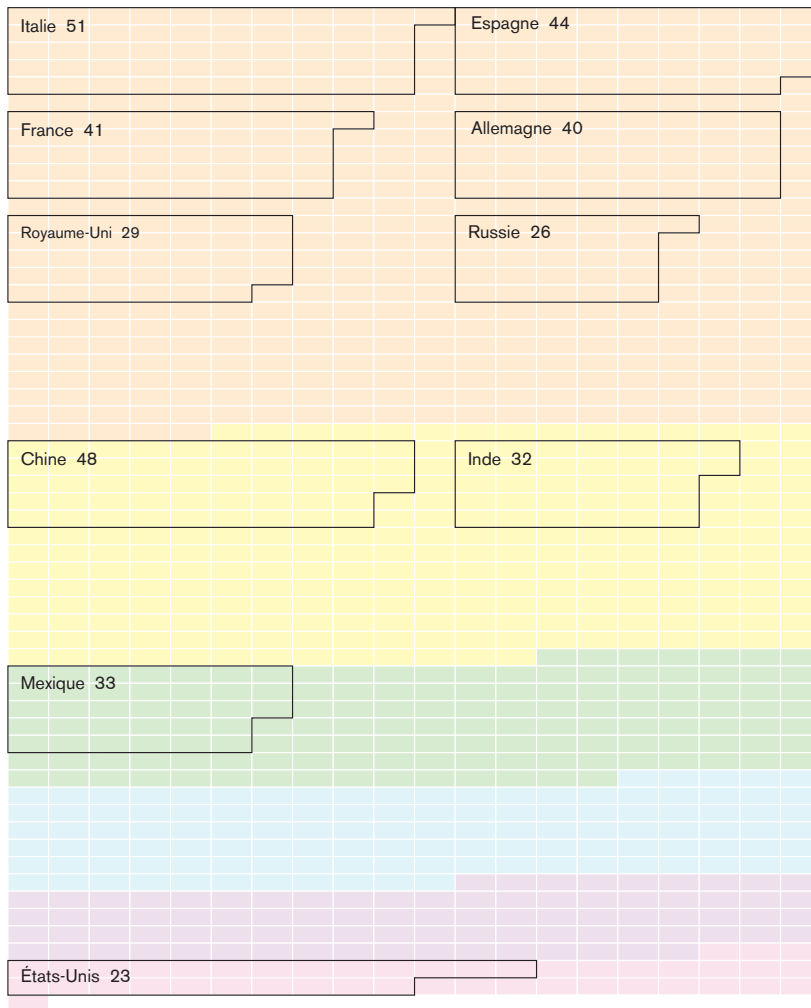 Italie 51
Espagne 44
France 41
Allemagne 40
Royaume-Uni 29
Russie 26
Chine 48
Inde 32
Mexique 33
États-Unis 23